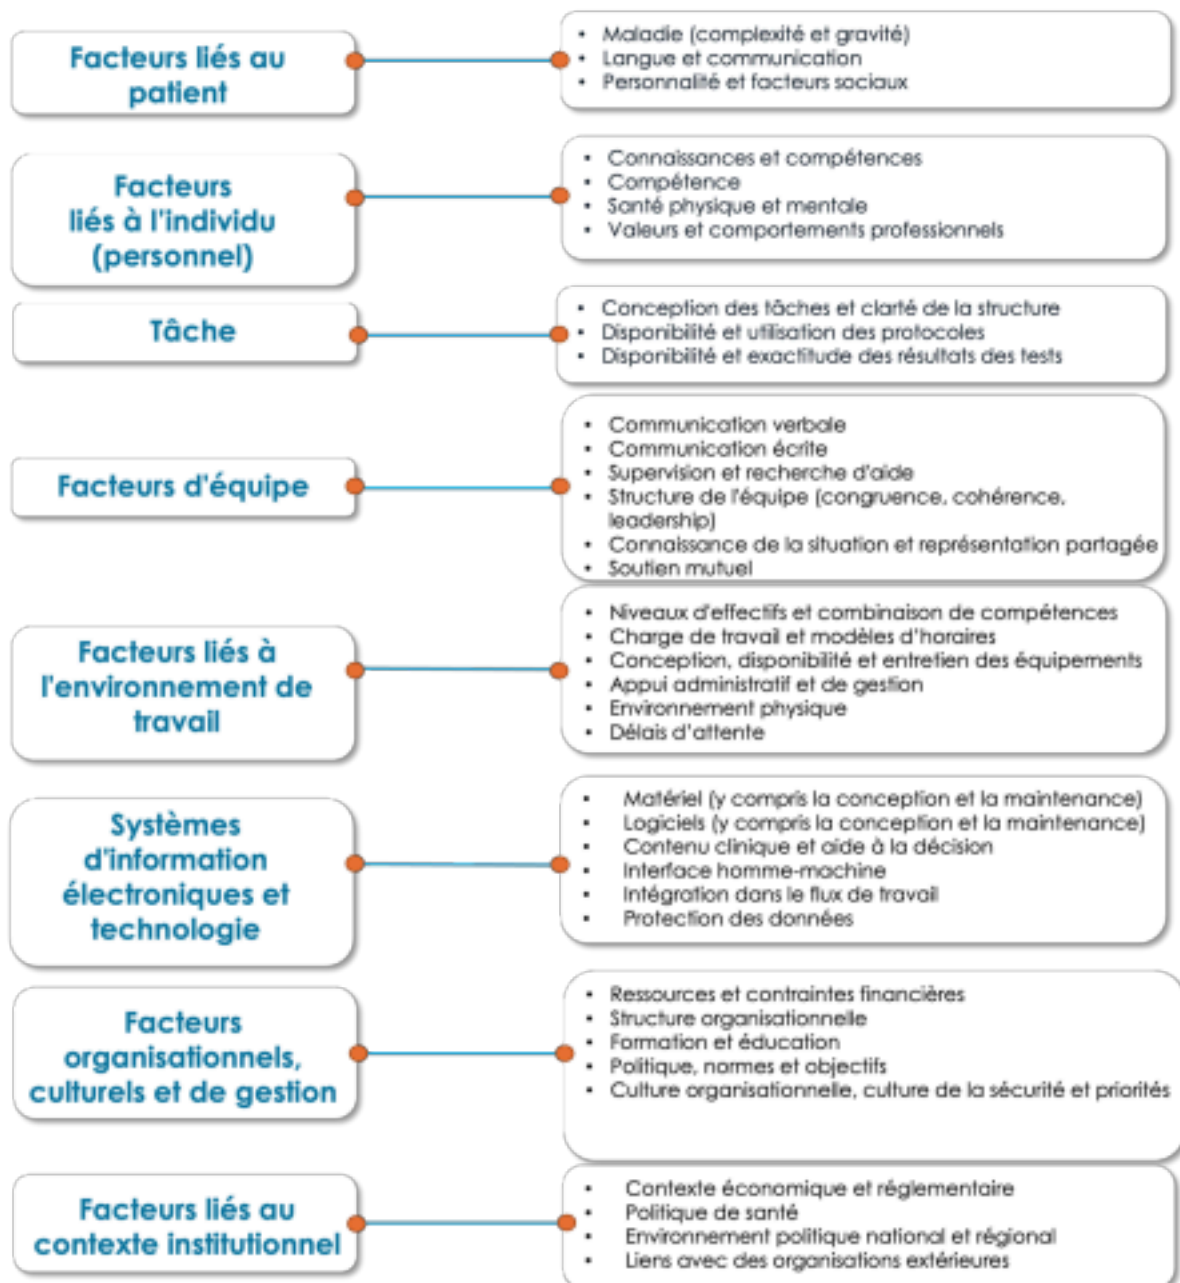 Facteurs liés au
patient
• Maladie (complexité et gravité)
• Langue et communication
• Personnalité et facteurs sociaux
Facteurs
liés à l'individu
(personnel)
• Connaissances et compétences
• Compétence
• Santé physique et mentale
• Valeurs et comportements professionnels
Tâche
• Conception des tâches et clarté de la structure
• Disponibilité et utilisation des protocoles
• Disponibilité et exactitude des résultats des tests
Facteurs d'équipe
• Communication verbale
• Communication écrite
• Supervision et recherche d'aide
• Structure de l'équipe (congruence, cohérence,
leadership)
• Connaissance de la situation et représentation partagée
• Soutien mutuel
Facteurs liés à
l'environnement de
travail
• Niveaux d'effectifs et combinaison de compétences
• Charge de travail et modèles d'horaires
• Conception, disponibilité et entretien des équipements
• Appui administratif et de gestion
• Environnement physique
• Délais d'attente
Systèmes
d'information
électroniques et
technologie
• Matériel (y compris la conception et la maintenance)
• Logiciels (y compris la conception et la maintenance)
• Contenu clinique et aide à la décision
• Interface homme-machine
• Intégration dans le flux de travail
• Protection des données
Facteurs
organisationnels,
culturels et de gestion
• Ressources et contraintes financières
• Structure organisationnelle
• Formation et éducation
• Politique, normes et objectifs
• Culture organisationnelle, culture de la sécurité et priorités
Facteurs liés au
contexte institutionnel
• Contexte économique et réglementaire
• Politique de santé
• Environnement politique national et régional
• Liens avec des organisations extérieures